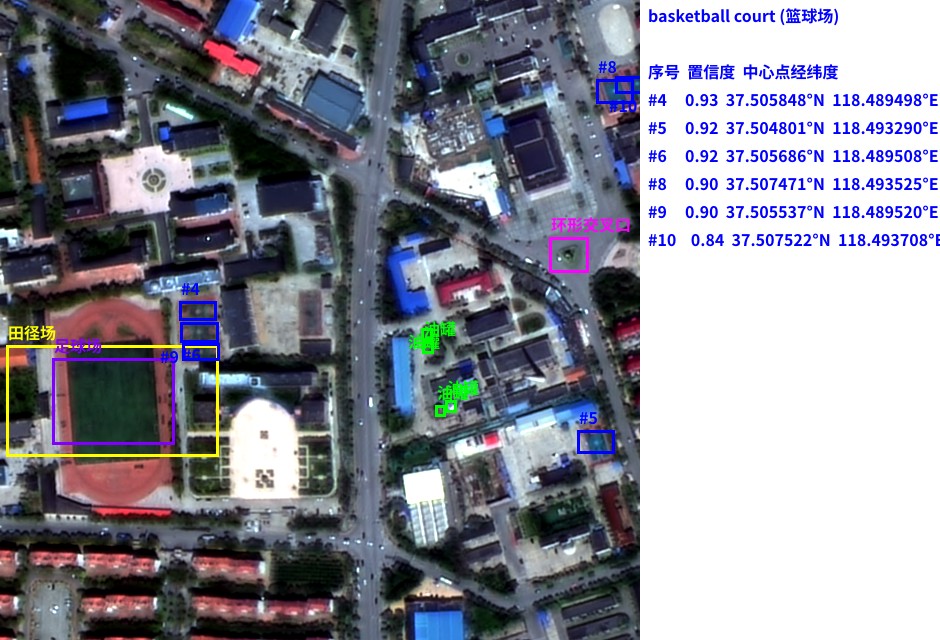 basketball court (篮球场)
序号 置信度 中心点经纬度
#4 0.93 37.505848°N 118.489498°E
#5 0.92 37.504801°N 118.493290°E
#6 0.92 37.505686°N 118.489508°E
#8 0.90 37.507471°N 118.493525°E
#9 0.90 37.505537°N 118.489520°E
#10 0.84 37.507522°N 118.493708°E
#8
#10
环形交叉口
#4
田径场
足球场
#9 #6
油罐
#5